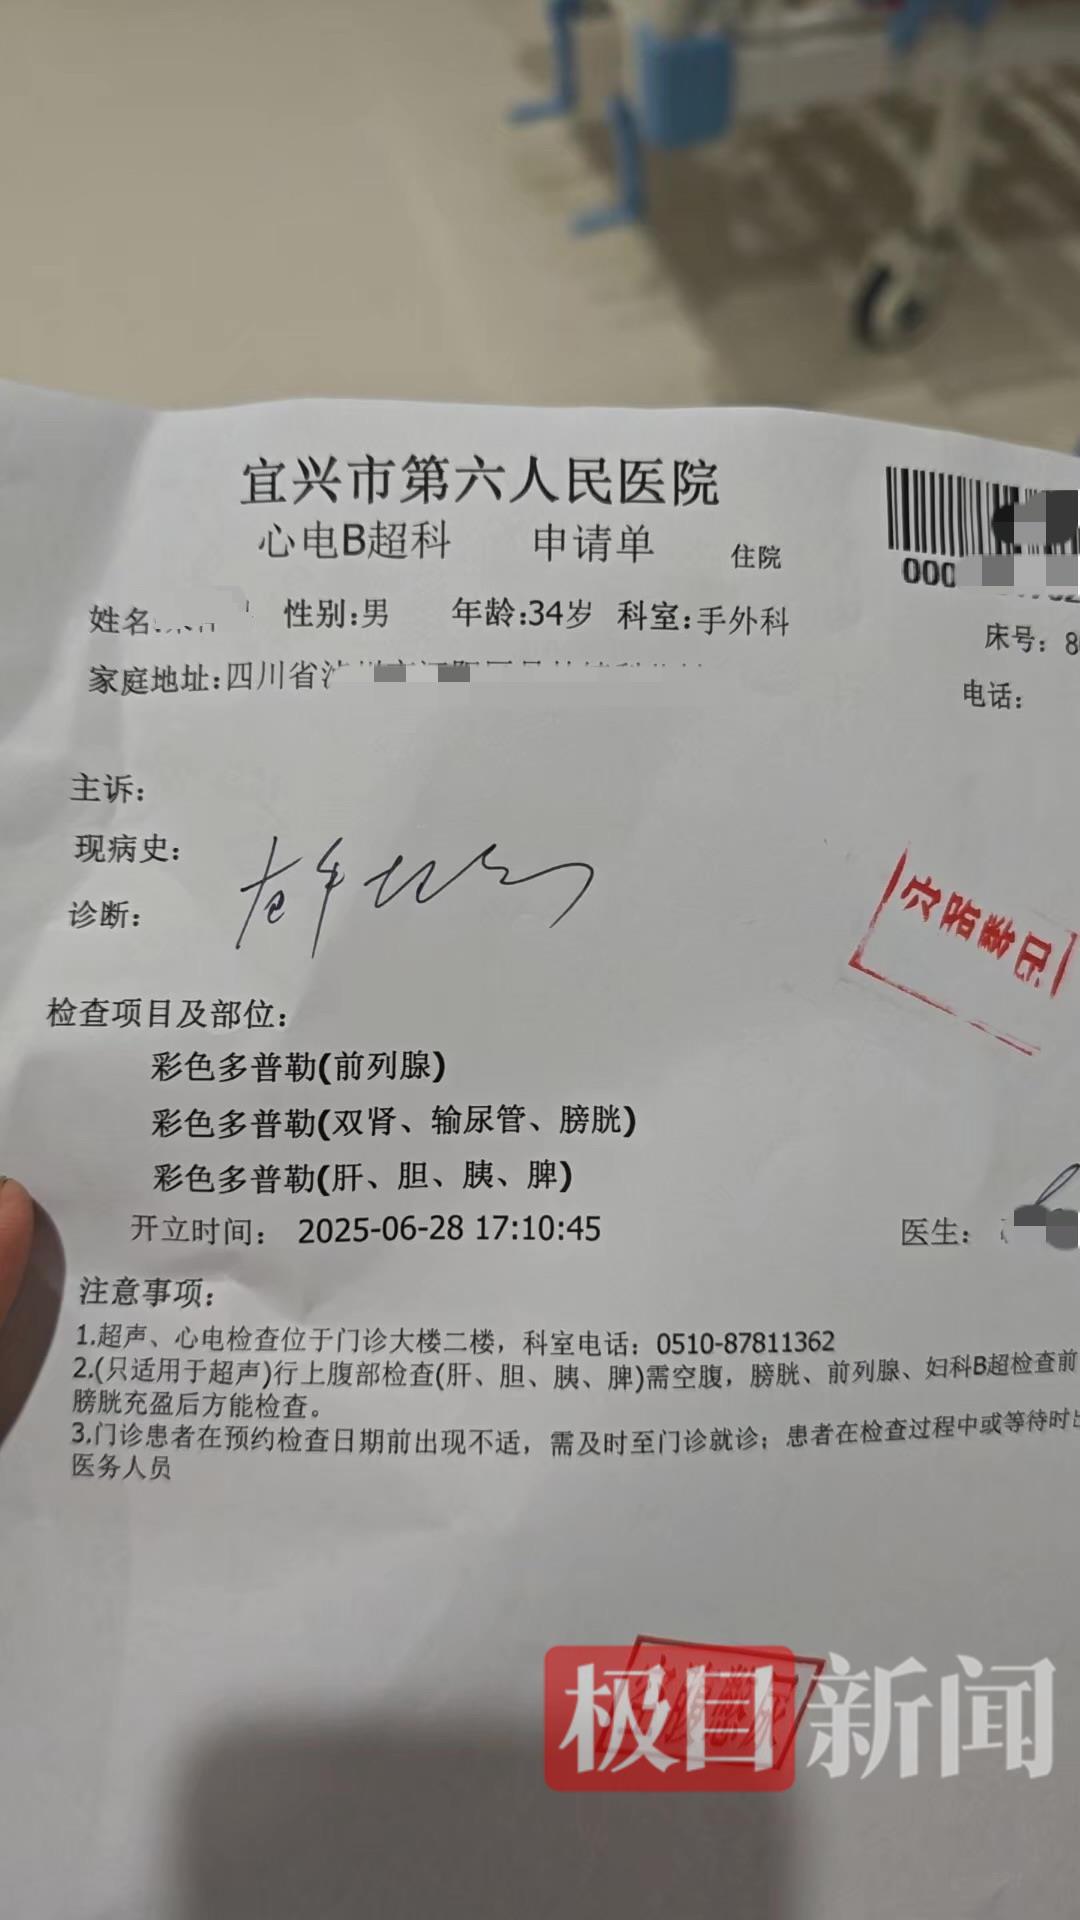 宜兴市第六人民医院
心电B超科 申请单 住院
000
姓名: 性别:男 年龄:34岁 科室:手外科
床号: 8
家庭地址:四川省
电话:
主诉:
现病史:
诊断:
检查项目及部位:
彩色多普勒(前列腺)
彩色多普勒(双肾、输尿管、膀胱)
彩色多普勒(肝、胆、胰、脾)
开立时间: 2025-06-28 17:10:45
医生:
注意事项:
1.超声、心电检查位于门诊大楼二楼，科室电话: 0510-87811362
2.(只适用于超声)行上腹部检查(肝、胆、胰、脾)需空腹，膀胱、前列腺、妇科B超检查前
膀胱充盈后方能检查。
3.门诊患者在预约检查日期前出现不适，需及时至门诊就诊；患者在检查过程中或等待时出
医务人员
极目新闻